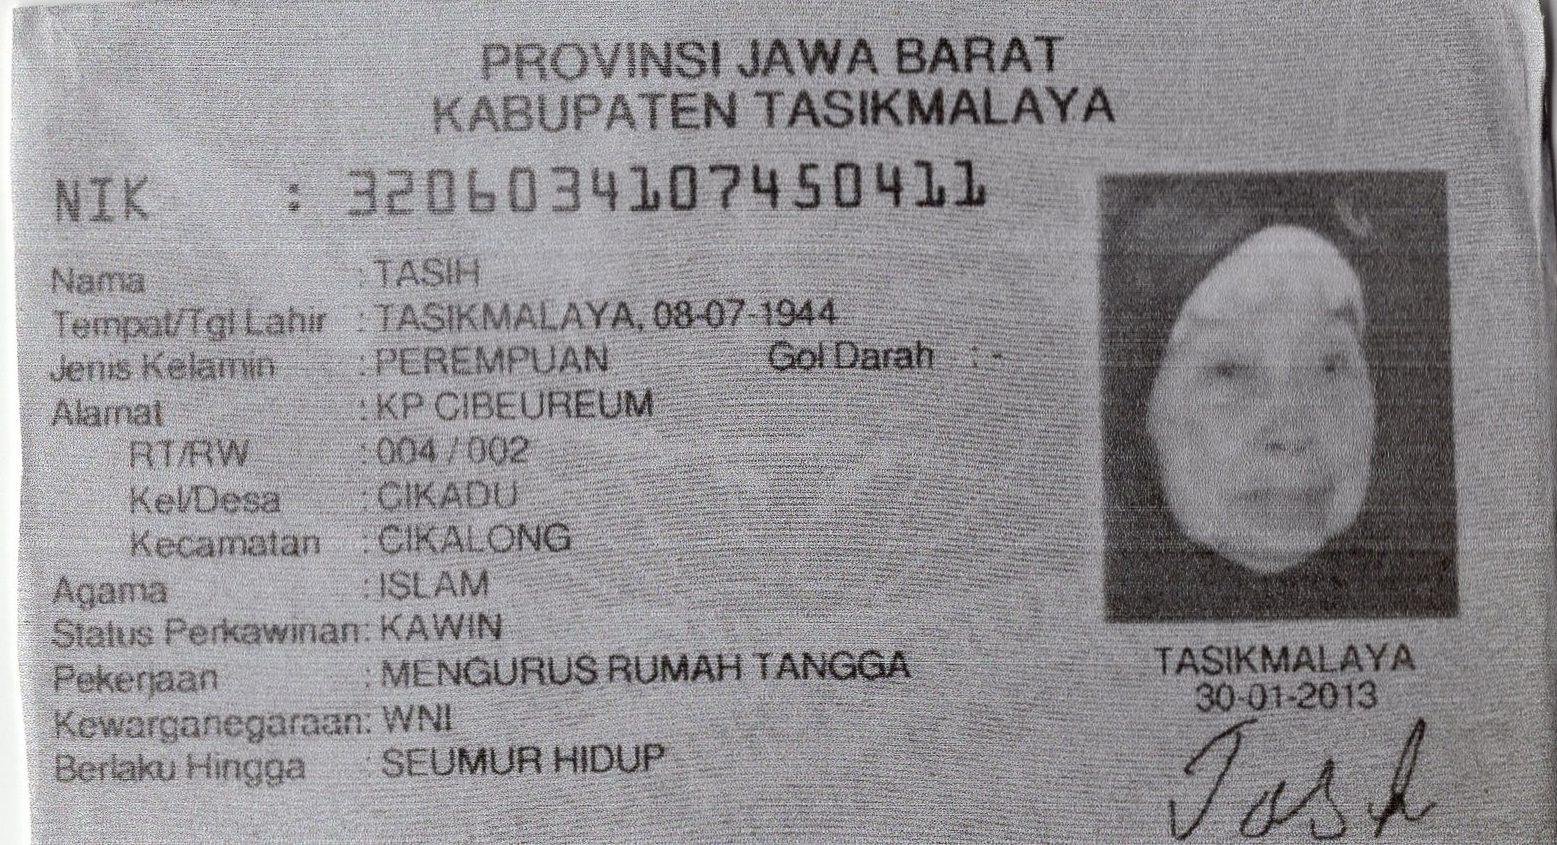 PROVINSI JAWA BARAT
KABUPATEN TASIKMALAYA
NIK : 3206034107450411
Nama : TASIH
Tempat/Tgl Lahir : TASIKMALAYA, 08-07-1944
Jenis Kelamin : PEREMPUAN Gol Darah : -
Alamat : KP CIBEUREUM
RT/RW : 004 / 002
Kel/Desa : CIKADU
Kecamatan : CIKALONG
Agama : ISLAM
Status Perkawinan: KAWIN
Pekerjaan : MENGURUS RUMAH TANGGA
Kewarganegaraan: WNI
Berlaku Hingga : SEUMUR HIDUP
TASIKMALAYA
30-01-2013